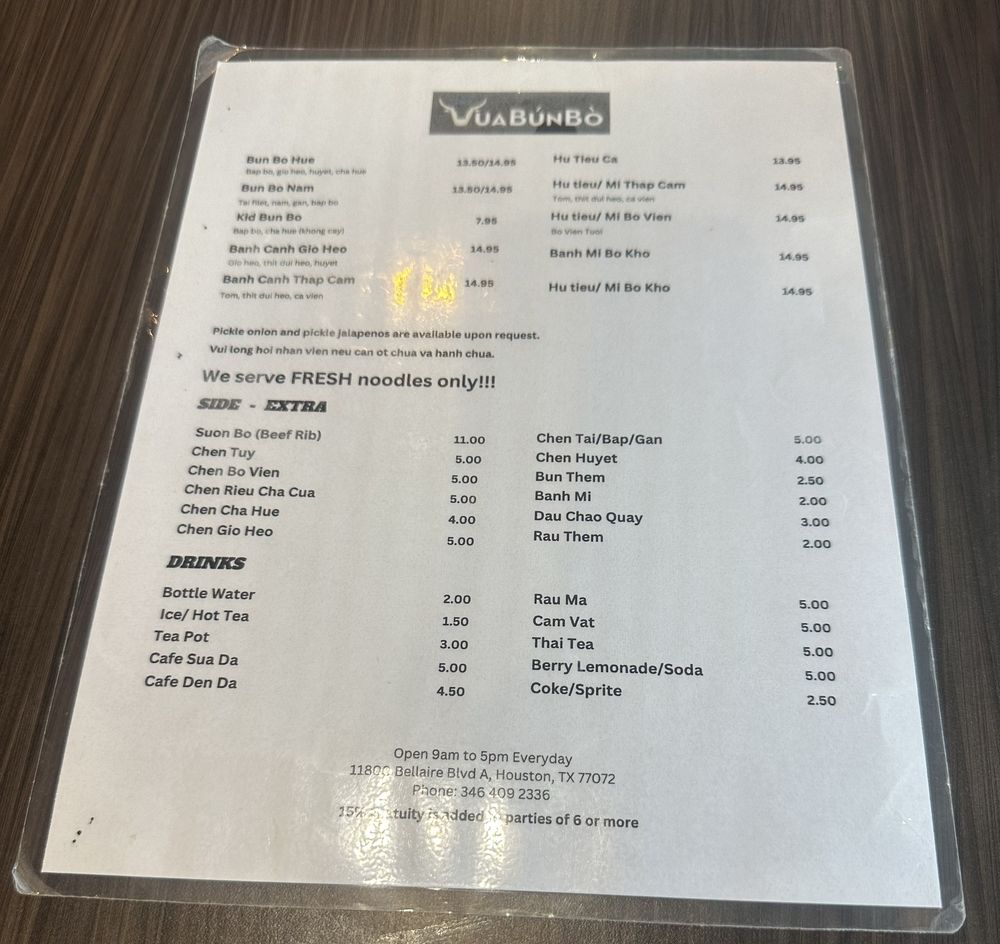 VUABÚNBÒ
Bun Bo Hue 13.50/14.95
Bap bo, gio heo, huyet, cha hue
Bun Bo Nam 13.50/14.95
Tai filet, nam, gan, bap bo
Kid Bun Bo 7.95
Bap bo, cha hue (khong cay)
Banh Canh Gio Heo 14.95
Gio heo, thit dui heo, huyet
Banh Canh Thap Cam 14.95
Tom, thit dui heo, ca vien
Hu Tieu Ca 13.95
Hu tieu/ Mi Thap Cam 14.95
Tom, thit dui heo, ca vien
Hu tieu/ Mi Bo Vien 14.95
Bo Vien Tuoi
Banh Mi Bo Kho 14.95
Hu tieu/ Mi Bo Kho 14.95
Pickle onion and pickle jalapenos are available upon request.
Vui long hoi nhan vien neu can ot chua va hanh chua.
We serve FRESH noodles only!!!
SIDE - EXTRA
Suon Bo (Beef Rib) 11.00
Chen Tuy 5.00
Chen Bo Vien 5.00
Chen Rieu Cha Cua 5.00
Chen Cha Hue 4.00
Chen Gio Heo 5.00
Chen Tai/Bap/Gan 5.00
Chen Huyet 4.00
Bun Them 2.50
Banh Mi 2.00
Dau Chao Quay 3.00
Rau Them 2.00
DRINKS
Bottle Water 2.00
Ice/ Hot Tea 1.50
Tea Pot 3.00
Cafe Sua Da 5.00
Cafe Den Da 4.50
Rau Ma 5.00
Cam Vat 5.00
Thai Tea 5.00
Berry Lemonade/Soda 5.00
Coke/Sprite 2.50
Open 9am to 5pm Everyday
Bellaire Blvd A, Houston, TX 77072
Phone: 346 409 2336
15% is added parties of 6 or more